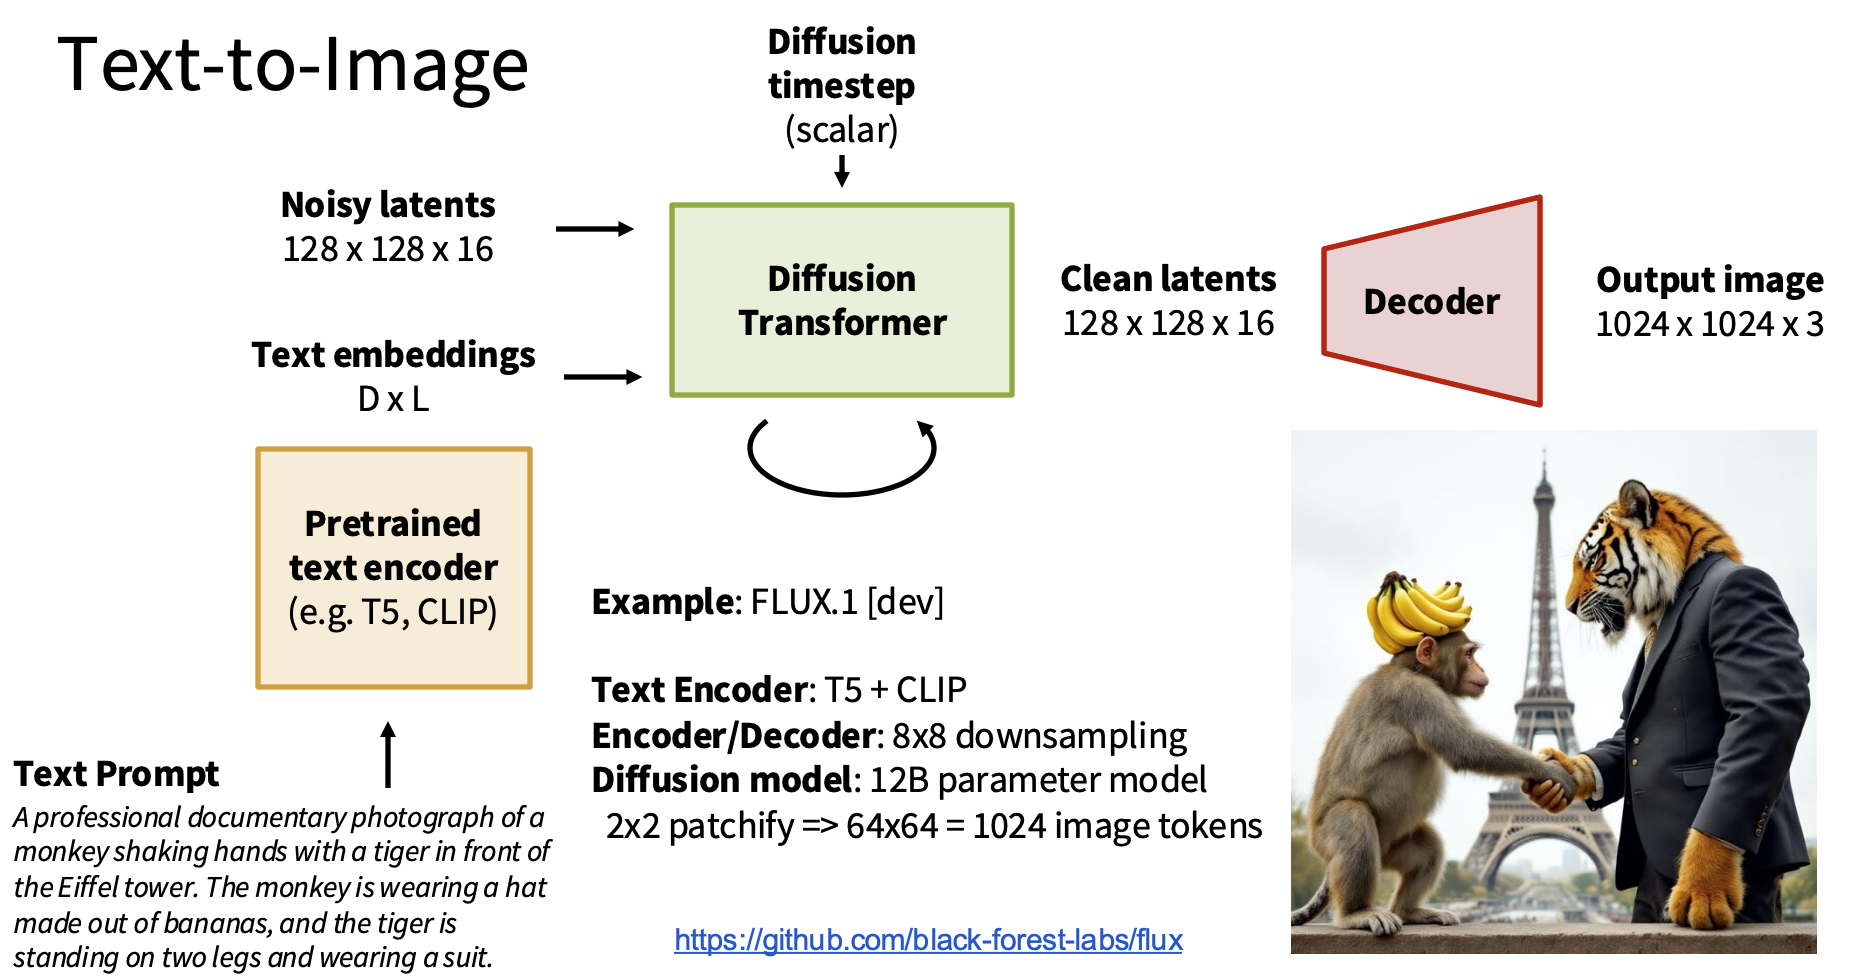 Text-to-Image
Diffusion
timestep
(scalar)
Noisy latents
128 x 128 x 16
Text embeddings
D x L
Diffusion
Transformer
Clean latents
128 x 128 x 16
Decoder
Output image
1024 x 1024 x 3
Pretrained
text encoder
(e.g. T5, CLIP)
Text Prompt
A professional documentary photograph of a
monkey shaking hands with a tiger in front of
the Eiffel tower. The monkey is wearing a hat
made out of bananas, and the tiger is
standing on two legs and wearing a suit.
Example: FLUX.1 [dev]
Text Encoder: T5 + CLIP
Encoder/Decoder: 8x8 downsampling
Diffusion model: 12B parameter model
2x2 patchify => 64x64 = 1024 image tokens
https://github.com/black-forest-labs/flux